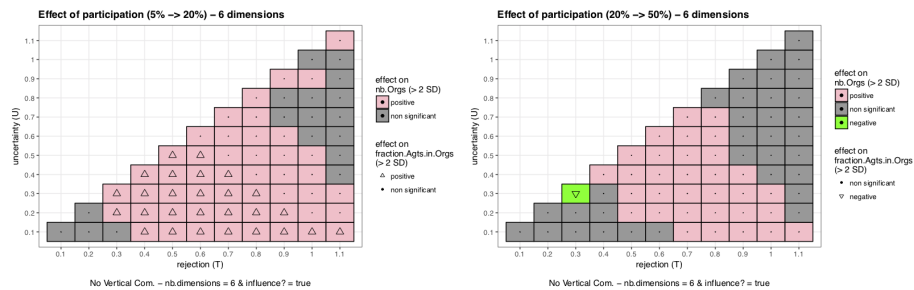 Effect of participation (5% −> 20%) − 6 dimensions
uncertainty (U)
1.1
1
0.9
0.8
0.7
0.6
0.5
0.4
0.3
0.2
0.1
0.1 0.2 0.3 0.4 0.5 0.6 0.7 0.8 0.9 1 1.1
rejection (T)
No Vertical Com. − nb.dimensions = 6 & influence? = true
effect on
nb.Orgs (> 2 SD)
positive
non significant
effect on
fraction.Agts.in.Orgs
(> 2 SD)
positive
non significant
Effect of participation (20% −> 50%) − 6 dimensions
uncertainty (U)
1.1
1
0.9
0.8
0.7
0.6
0.5
0.4
0.3
0.2
0.1
0.1 0.2 0.3 0.4 0.5 0.6 0.7 0.8 0.9 1 1.1
rejection (T)
No Vertical Com. − nb.dimensions = 6 & influence? = true
effect on
nb.Orgs (> 2 SD)
positive
non significant
negative
effect on
fraction.Agts.in.Orgs
(> 2 SD)
non significant
negative